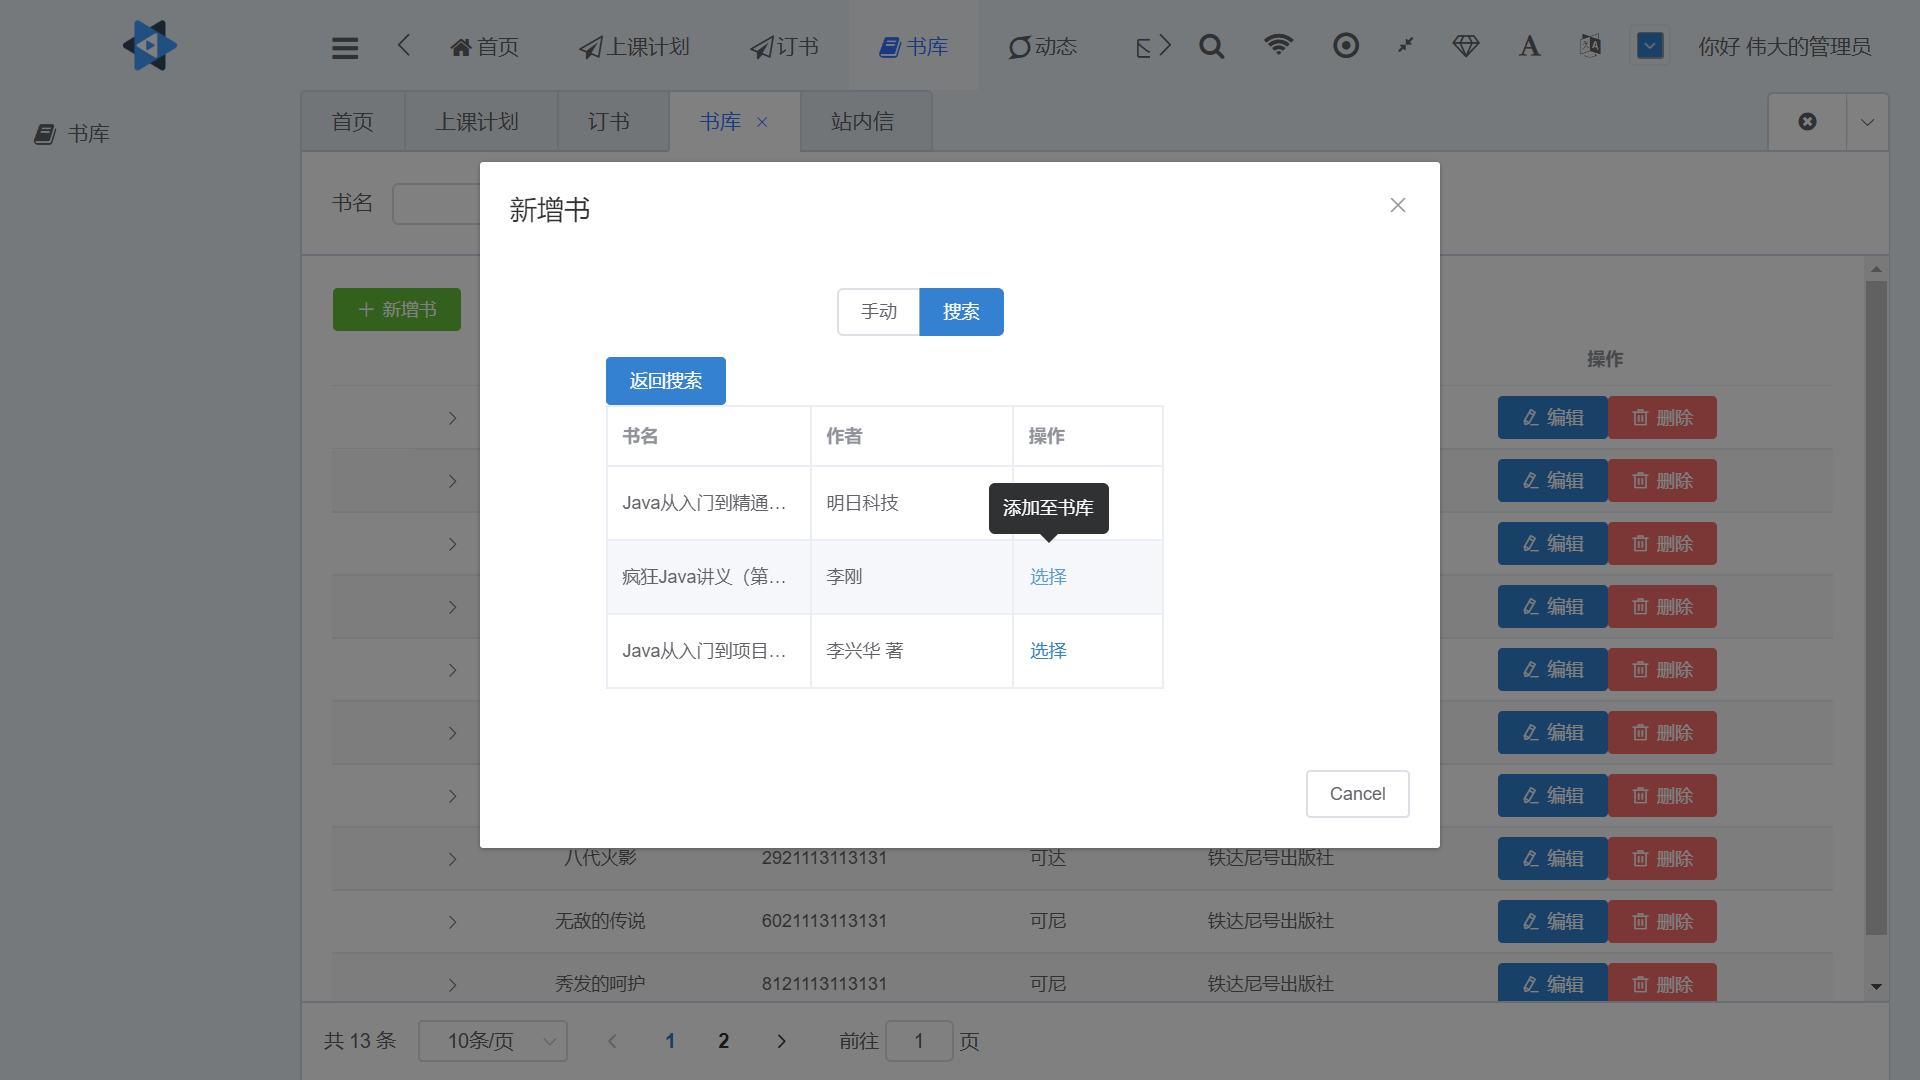 首页
上课计划
订书
书库
动态
你好 伟大的管理员
书库
首页
上课计划
订书
书库
站内信
书名
新增书
新增书
手动
搜索
返回搜索
书名
作者
操作
Java从入门到精通...
明日科技
添加至书库
疯狂Java讲义（第...
李刚
选择
Java从入门到项目...
李兴华 著
选择
Cancel
操作
编辑
删除
编辑
删除
编辑
删除
编辑
删除
编辑
删除
编辑
删除
编辑
删除
八代火影
2921113113131
可达
铁达尼号出版社
编辑
删除
无敌的传说
6021113113131
可尼
铁达尼号出版社
编辑
删除
秀发的呵护
8121113113131
可尼
铁达尼号出版社
编辑
删除
共 13 条
10条/页
1
2
前往
1
页